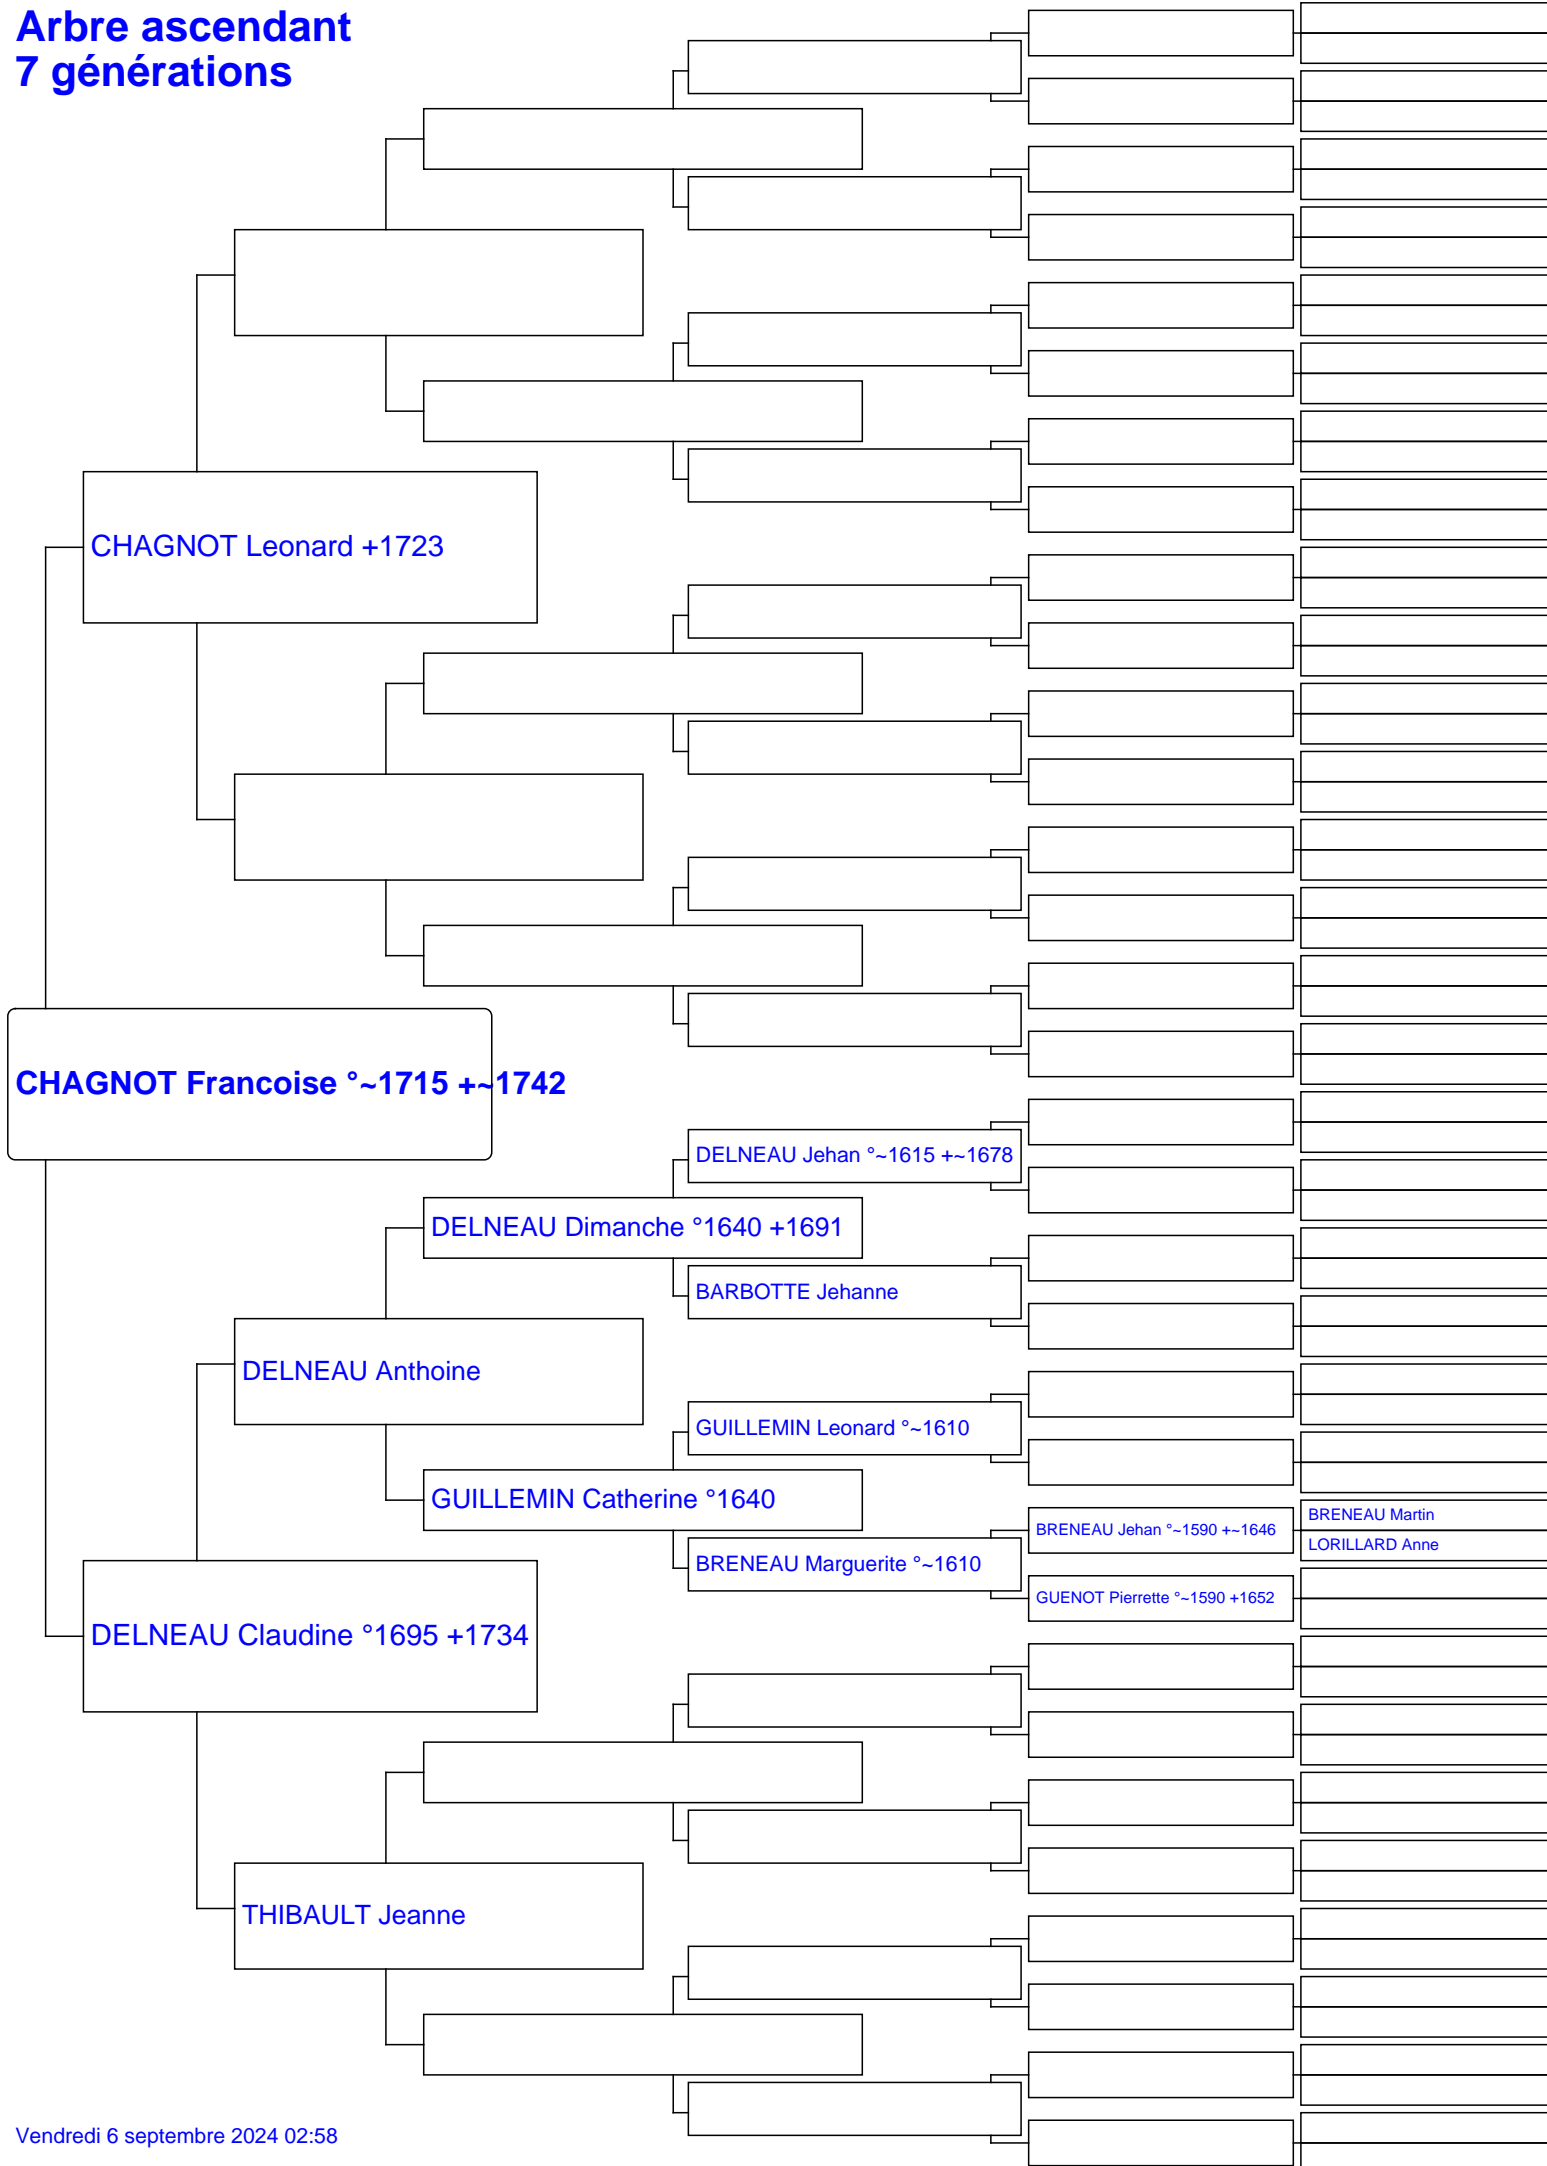 Arbre ascendant
7 générations
CHAGNOT Leonard +1723
CHAGNOT Francoise °~1715 +~1742
DELNEAU Jehan °~1615 +~1678
DELNEAU Dimanche °1640 +1691
BARBOTTE Jehanne
DELNEAU Anthoine
GUILLEMIN Leonard °~1610
GUILLEMIN Catherine °1640
BRENEAU Martin
BRENEAU Jehan °~1590 +~1646
LORILLARD Anne
BRENEAU Marguerite °~1610
GUENOT Pierrette °~1590 +1652
DELNEAU Claudine °1695 +1734
THIBAULT Jeanne
Vendredi 6 septembre 2024 02:58